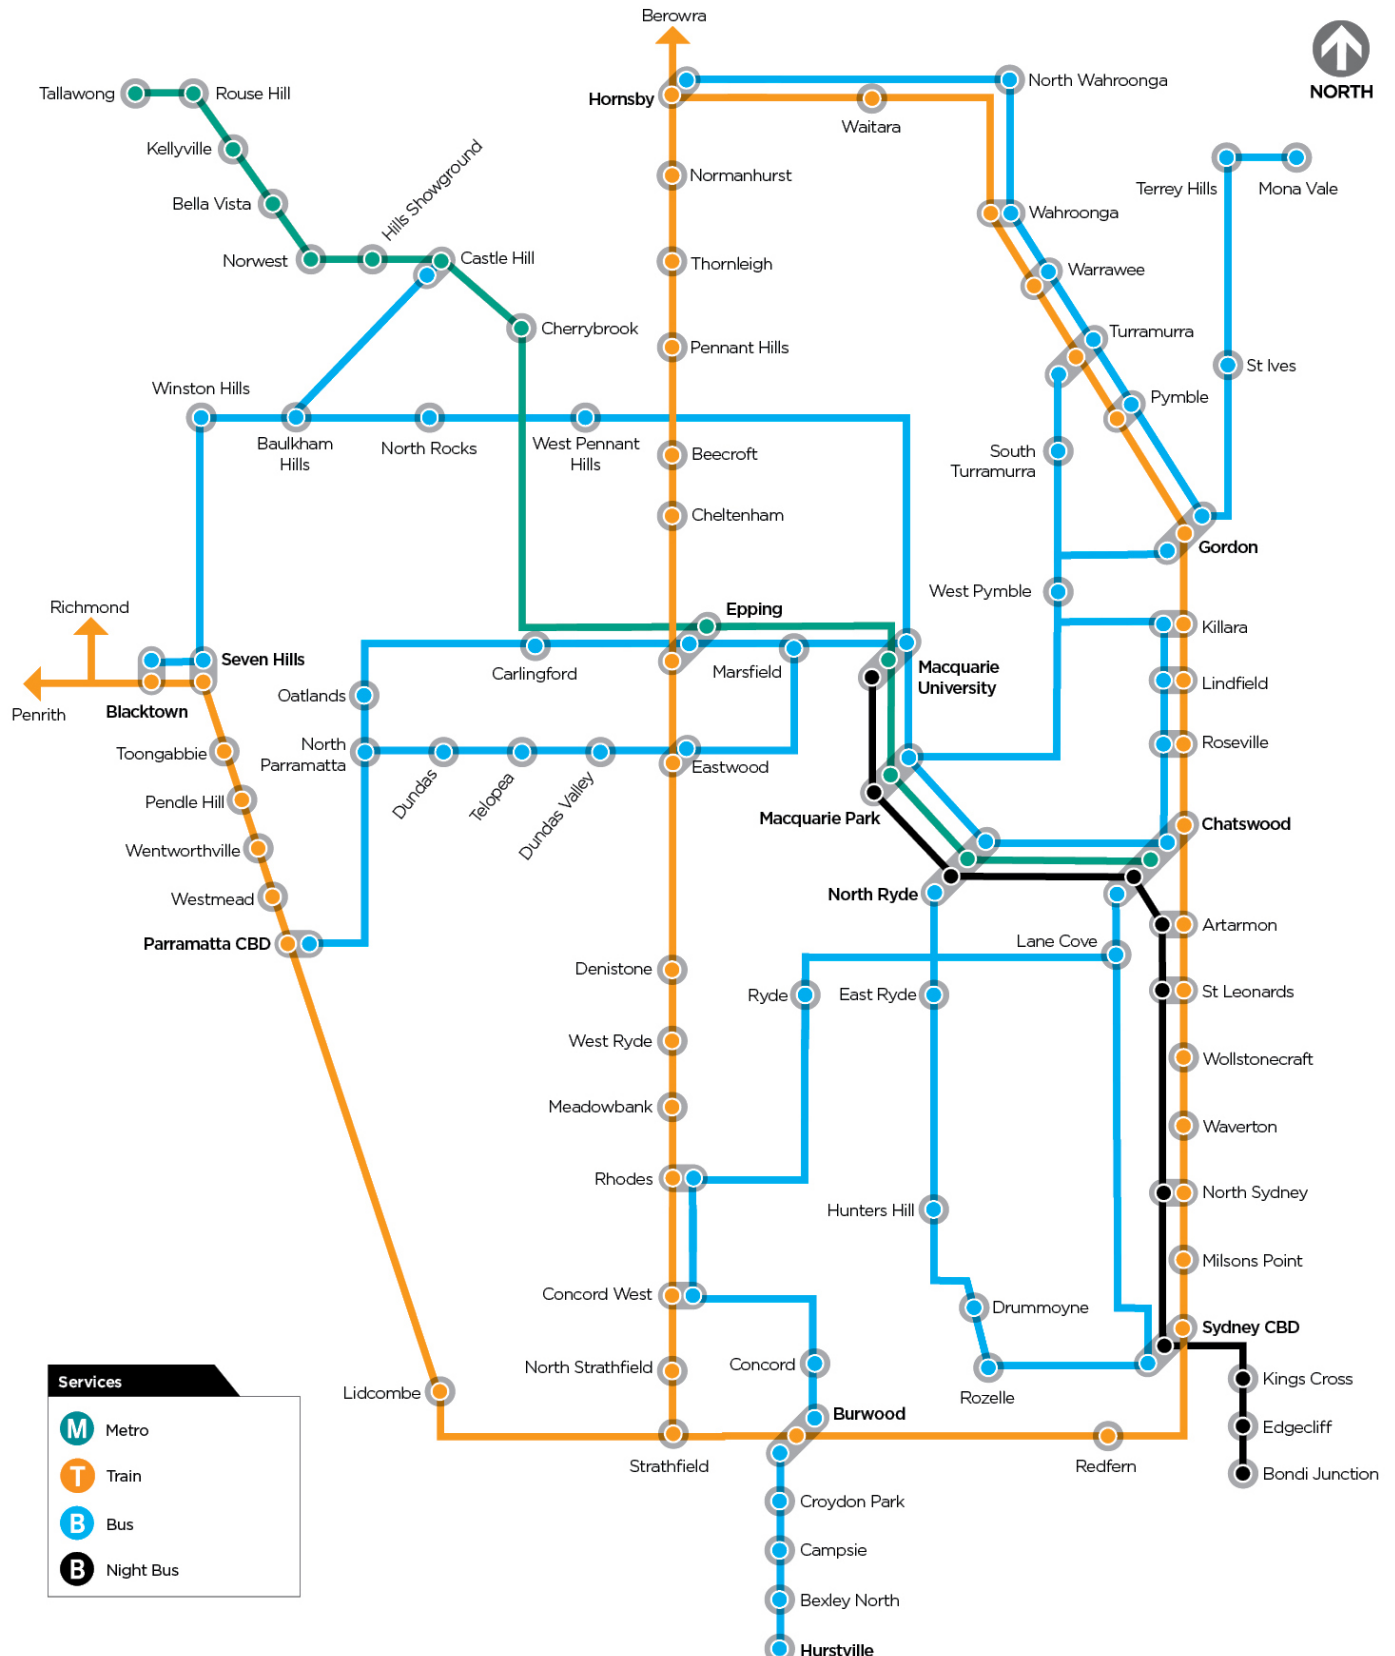 Berowra
NORTH
Tallawong
Rouse Hill
Hornsby
North Wahroonga
Waitara
Kellyville
Hills Showground
Normanhurst
Terrey Hills
Mona Vale
Bella Vista
Wahroonga
Norwest
Castle Hill
Thornleigh
Warrawee
Cherrybrook
Pennant Hills
Turramurra
St Ives
Winston Hills
Pymble
Baulkham
Hills
North Rocks
West Pennant
Hills
Beecroft
South
Turramurra
Cheltenham
Gordon
West Pymble
Richmond
Epping
Killara
Seven Hills
Carlingford
Marsfield
Macquarie
University
Lindfield
Penrith
Blacktown
Oatlands
Toongabbie
North
Parramatta
Dundas
Telopea
Dundas Valley
Eastwood
Roseville
Pendle Hill
Macquarie Park
Chatswood
Wentworthville
Westmead
North Ryde
Parramatta CBD
Lane Cove
Artarmon
Denistone
Ryde
East Ryde
St Leonards
West Ryde
Wollstonecraft
Meadowbank
Waverton
Rhodes
North Sydney
Hunters Hill
Milsons Point
Concord West
Drummoyne
Sydney CBD
North Strathfield
Concord
Rozelle
Kings Cross
Lidcombe
Burwood
Edgecliff
Strathfield
Redfern
Bondi Junction
Croydon Park
Campsie
Bexley North
Hurstville
Services
M Metro
T Train
B Bus
B Night Bus